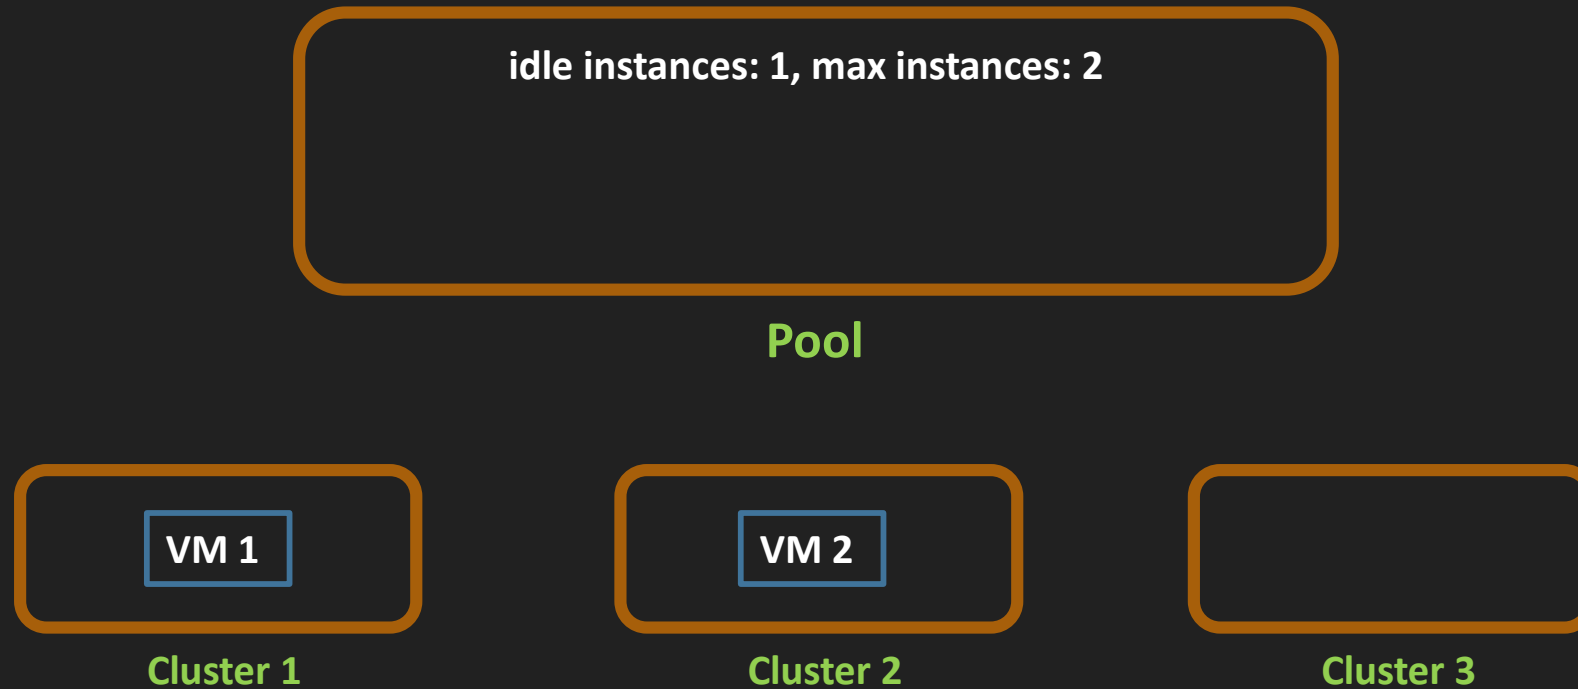 idle instances: 1, max instances: 2
Pool
VM 1
VM 2
Cluster 1
Cluster 2
Cluster 3